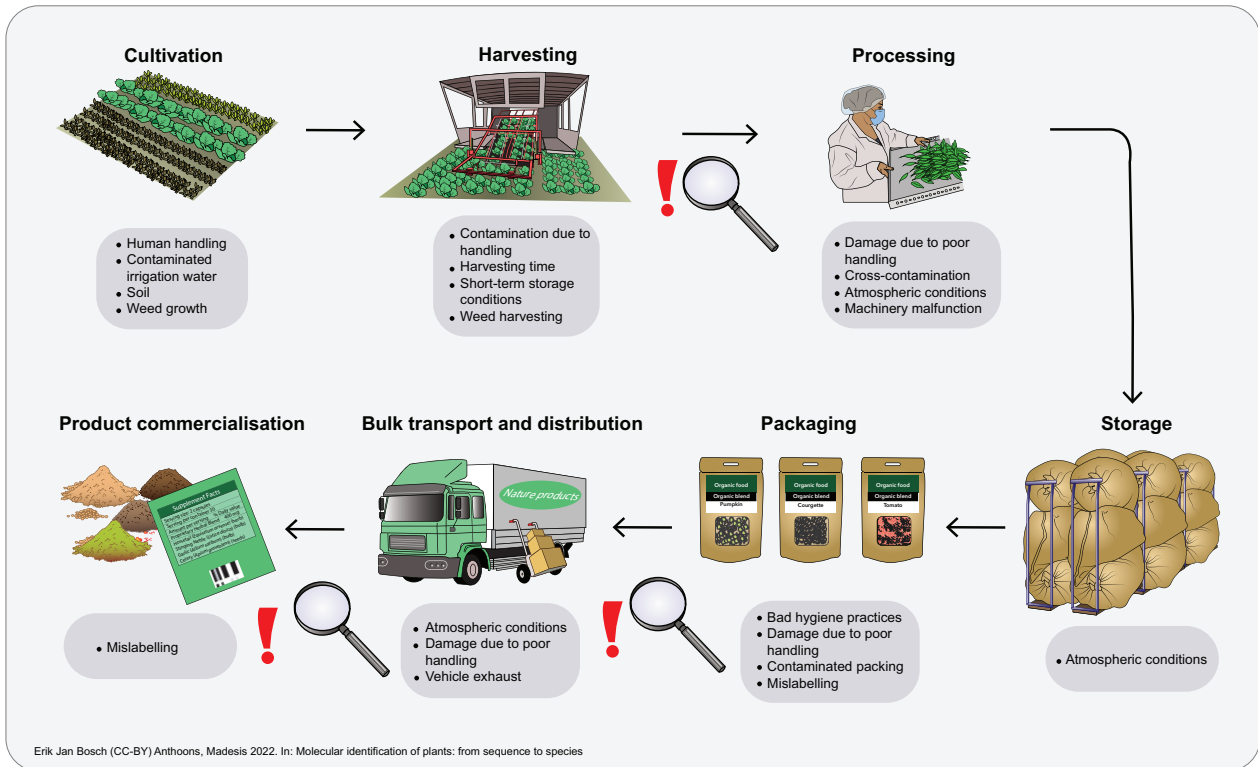 Cultivation
Harvesting
Processing
• Human handling
• Contaminated
irrigation water
• Soil
• Weed growth
• Contamination due to
handling
• Harvesting time
• Short-term storage
conditions
• Weed harvesting
• Damage due to poor
handling
• Cross-contamination
• Atmospheric conditions
• Machinery malfunction
Product commercialisation
Bulk transport and distribution
Packaging
Storage
Supplement Facts
Nature products
Organic food
Organic blend
Pumpkin
Organic food
Organic blend
Courgette
Organic food
Organic blend
Tomato
• Mislabelling
• Atmospheric conditions
• Damage due to poor
handling
• Vehicle exhaust
• Bad hygiene practices
• Damage due to poor
handling
• Contaminated packing
• Mislabelling
• Atmospheric conditions
Erik Jan Bosch (CC-BY) Anthoons, Madesis 2022. In: Molecular identification of plants: from sequence to species